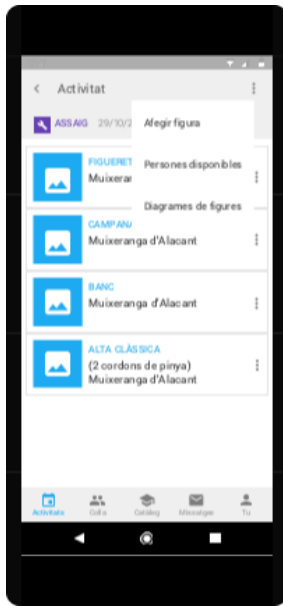 Activitat
ASSAIG 29/10/2
Afegir figura
Persones disponibles
Diagrames de figures
FIGUERET
Muixeran
CAMPANA
Muixeranga d'Alacant
BANC
Muixeranga d'Alacant
ALTA CLÀSSICA
(2 cordons de pinya)
Muixeranga d'Alacant
Activitats Colla Catàleg Missatges Tu